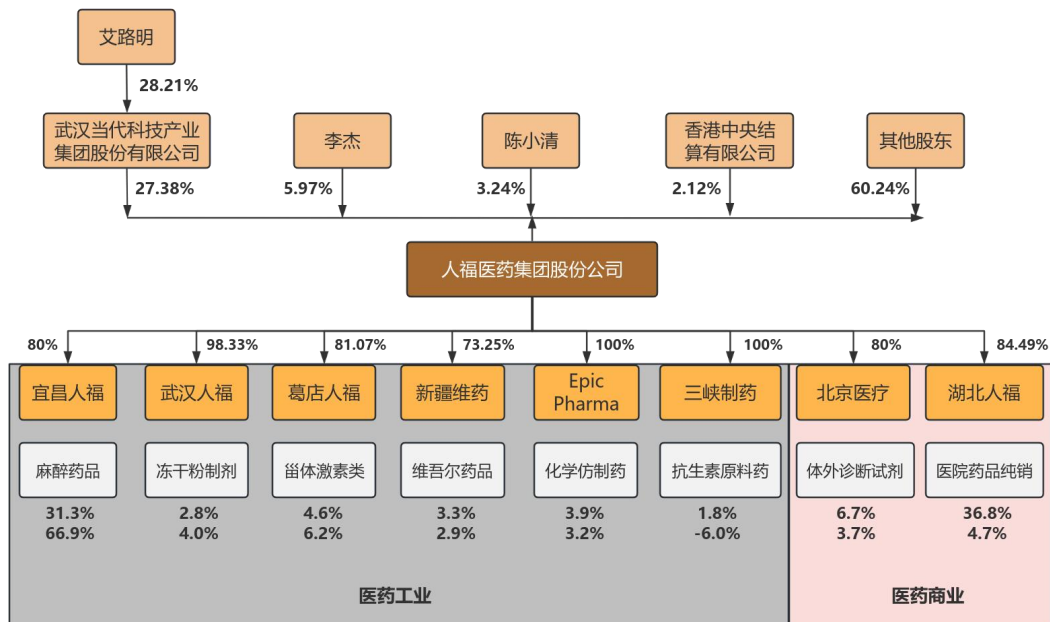 艾路明
28.21%
武汉当代科技产业
集团股份有限公司
李杰
陈小清
香港中央结
算有限公司
其他股东
27.38%
5.97%
3.24%
2.12%
60.24%
人福医药集团股份公司
80%
98.33%
81.07%
73.25%
100%
100%
80%
84.49%
宜昌人福
武汉人福
葛店人福
新疆维药
Epic
Pharma
三峡制药
北京医疗
湖北人福
麻醉药品
冻干粉制剂
甾体激素类
维吾尔药品
化学仿制药
抗生素原料药
体外诊断试剂
医院药品纯销
31.3%
2.8%
4.6%
3.3%
3.9%
1.8%
6.7%
36.8%
66.9%
4.0%
6.2%
2.9%
3.2%
-6.0%
3.7%
4.7%
医药工业
医药商业